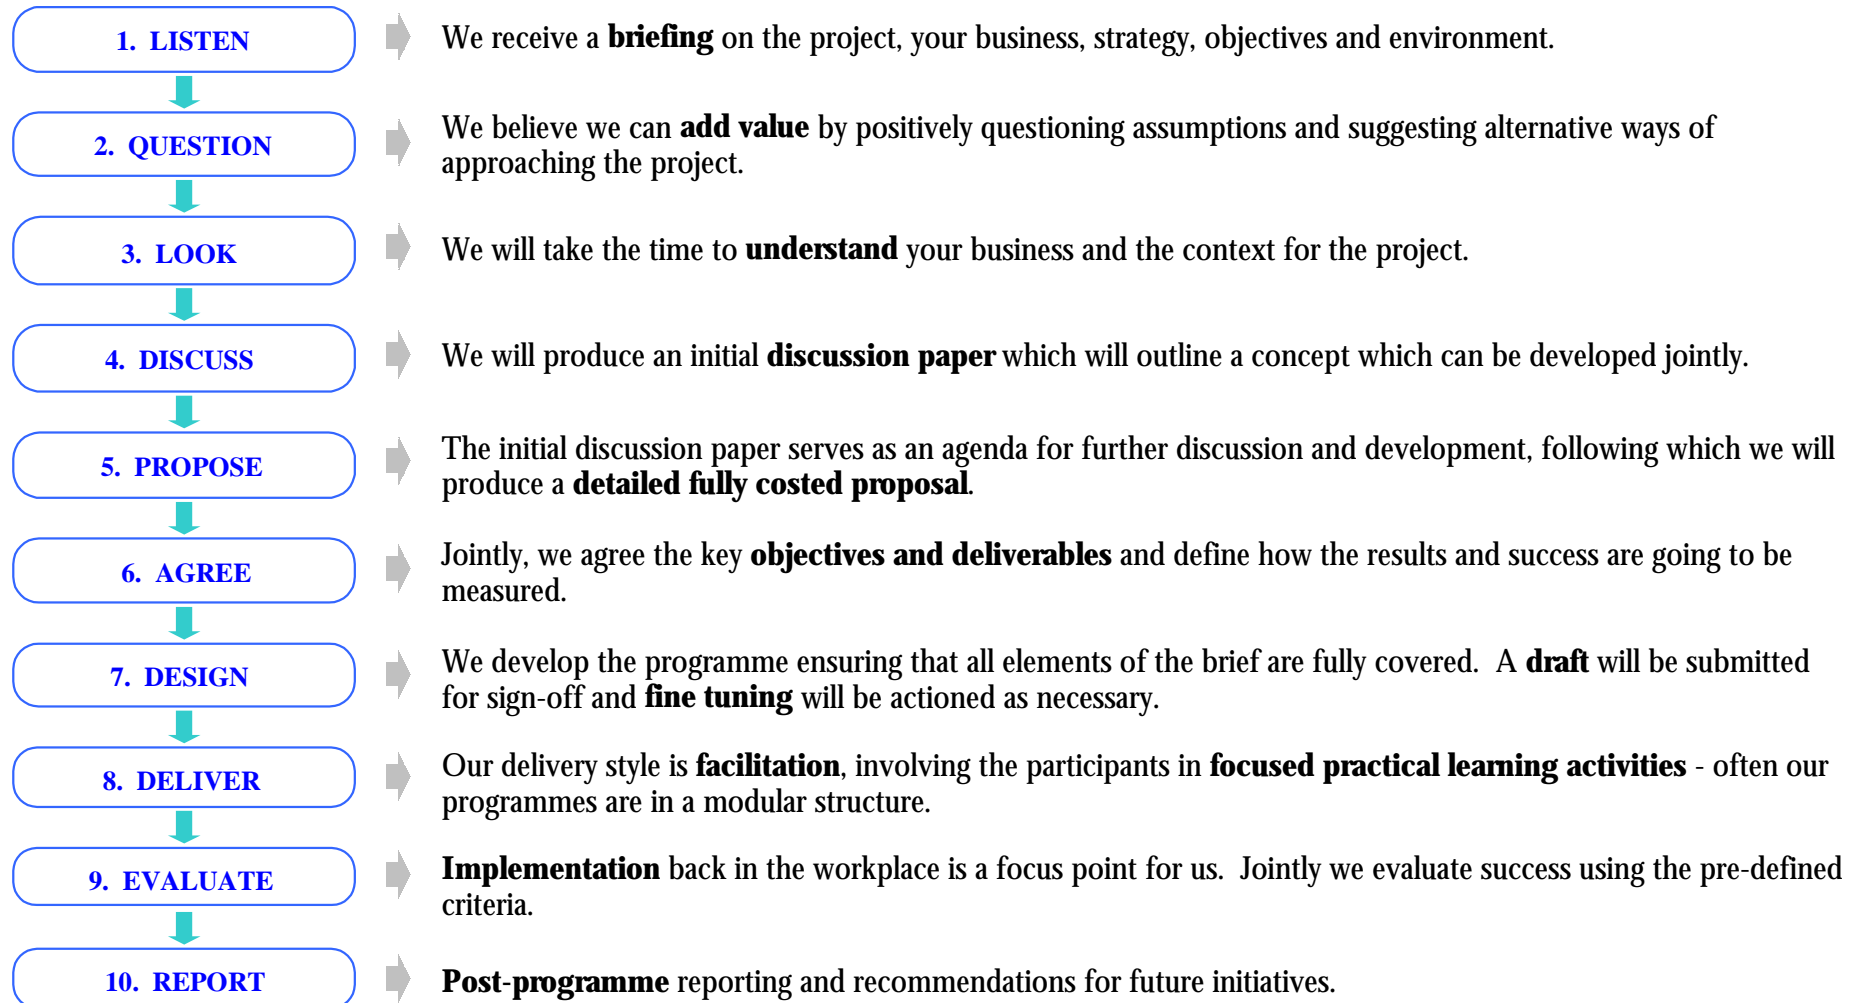 1. LISTEN
We receive a briefing on the project, your business, strategy, objectives and environment.
2. QUESTION
We believe we can add value by positively questioning assumptions and suggesting alternative ways of
approaching the project.
3. LOOK
We will take the time to understand your business and the context for the project.
4. DISCUSS
We will produce an initial discussion paper which will outline a concept which can be developed jointly.
5. PROPOSE
The initial discussion paper serves as an agenda for further discussion and development, following which we will
produce a detailed fully costed proposal.
6. AGREE
Jointly, we agree the key objectives and deliverables and define how the results and success are going to be
measured.
7. DESIGN
We develop the programme ensuring that all elements of the brief are fully covered. A draft will be submitted
for sign-off and fine tuning will be actioned as necessary.
8. DELIVER
Our delivery style is facilitation, involving the participants in focused practical learning activities - often our
programmes are in a modular structure.
9. EVALUATE
Implementation back in the workplace is a focus point for us. Jointly we evaluate success using the pre-defined
criteria.
10. REPORT
Post-programme reporting and recommendations for future initiatives.